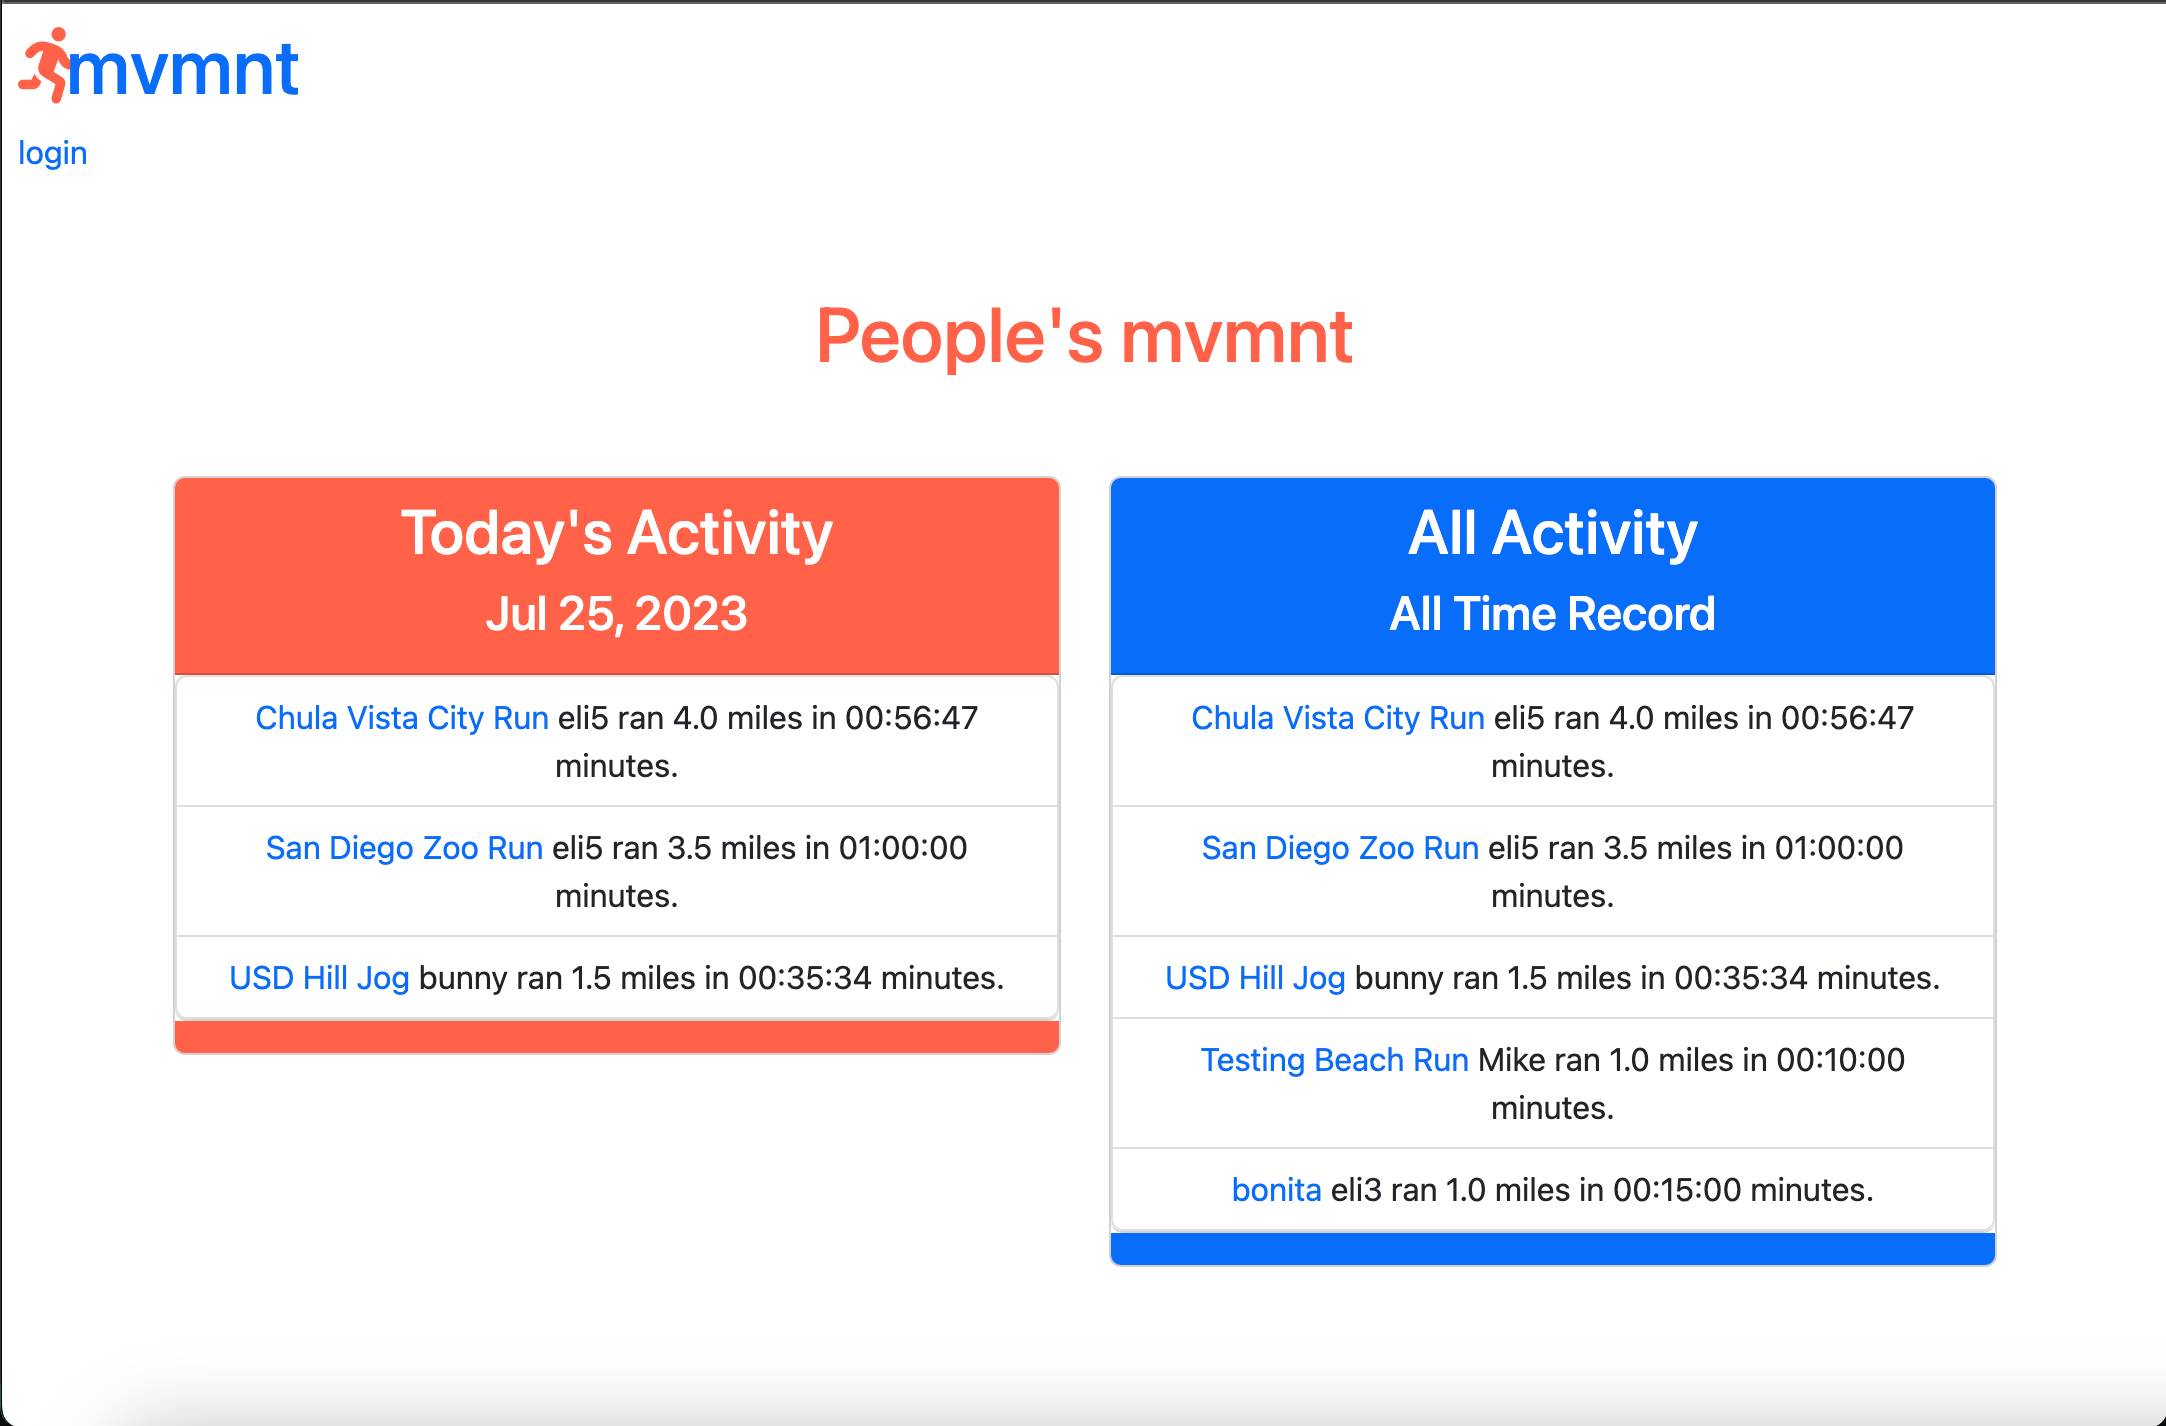 mvmnt
login
People's mvmnt
Today's Activity
Jul 25, 2023
Chula Vista City Run eli5 ran 4.0 miles in 00:56:47
minutes.
San Diego Zoo Run eli5 ran 3.5 miles in 01:00:00
minutes.
USD Hill Jog bunny ran 1.5 miles in 00:35:34 minutes.
All Activity
All Time Record
Chula Vista City Run eli5 ran 4.0 miles in 00:56:47
minutes.
San Diego Zoo Run eli5 ran 3.5 miles in 01:00:00
minutes.
USD Hill Jog bunny ran 1.5 miles in 00:35:34 minutes.
Testing Beach Run Mike ran 1.0 miles in 00:10:00
minutes.
bonita eli3 ran 1.0 miles in 00:15:00 minutes.